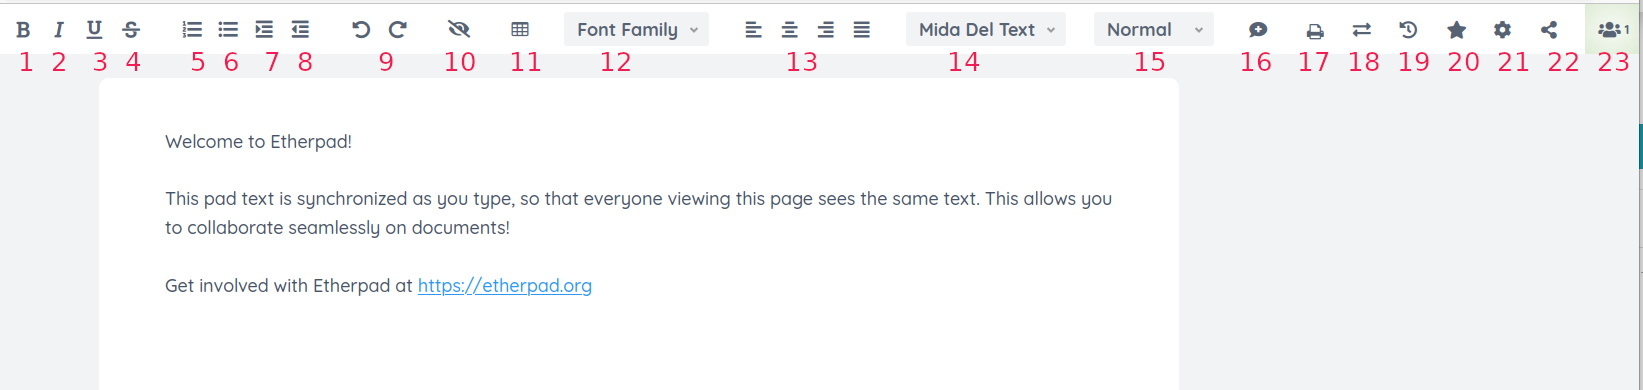 B I U S Font Family Mida Del Text Normal 1
1 2 3 4 5 6 7 8 9 10 11 12 13 14 15 16 17 18 19 20 21 22 23
Welcome to Etherpad!
This pad text is synchronized as you type, so that everyone viewing this page sees the same text. This allows you
to collaborate seamlessly on documents!
Get involved with Etherpad at https://etherpad.org